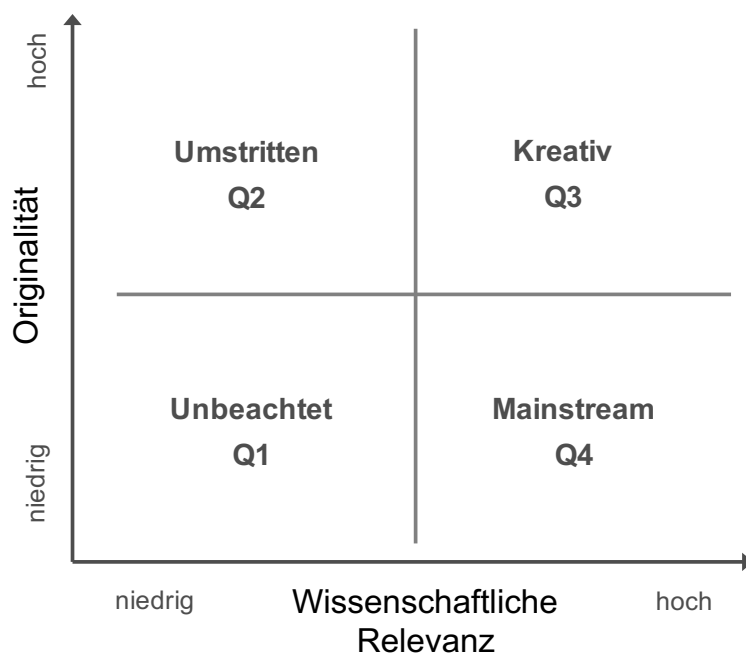 hoch
Originalität
niedrig
Umstritten
Q2
Kreativ
Q3
Unbeachtet
Q1
Mainstream
Q4
niedrig
Wissenschaftliche
Relevanz
hoch